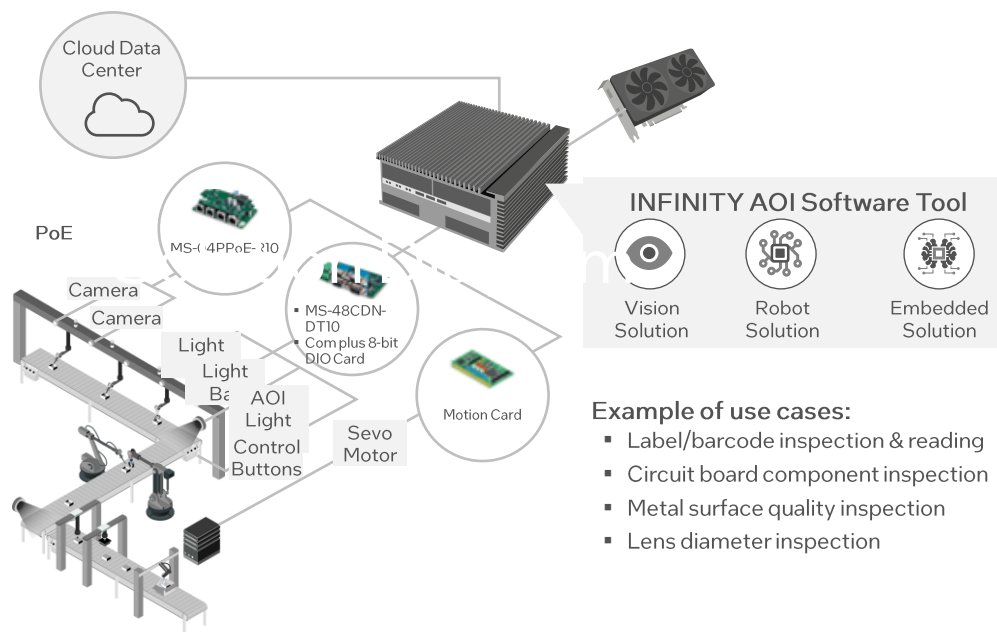 Cloud Data
Center
INFINITY AOI Software Tool
PoE
Camera
Camera
MS-48CDN-
DT10
Com plus 8-bit
DIO Card
Vision
Solution
Robot
Solution
Embedded
Solution
Light
Light
AOI
Light
Control
Buttons
Sevo
Motor
Motion Card
Example of use cases:
▪ Label/barcode inspection & reading
▪ Circuit board component inspection
▪ Metal surface quality inspection
▪ Lens diameter inspection